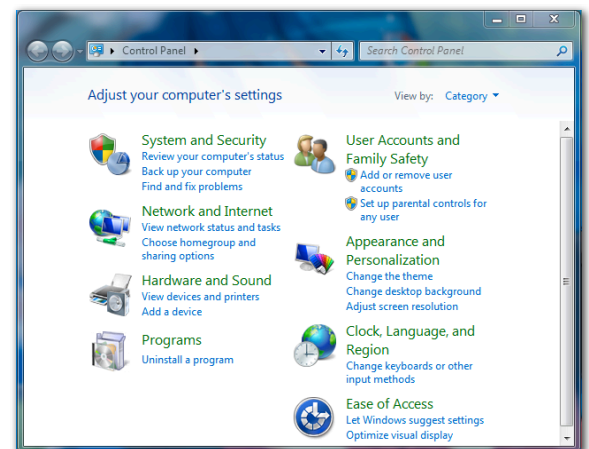 Control Panel
Search Control Panel
Adjust your computer's settings
View by: Category
System and Security
Review your computer's status
Back up your computer
Find and fix problems
Network and Internet
View network status and tasks
Choose homegroup and
sharing options
Hardware and Sound
View devices and printers
Add a device
Programs
Uninstall a program
User Accounts and
Family Safety
Add or remove user
accounts
Set up parental controls for
any user
Appearance and
Personalization
Change the theme
Change desktop background
Adjust screen resolution
Clock, Language, and
Region
Change keyboards or other
input methods
Ease of Access
Let Windows suggest settings
Optimize visual display